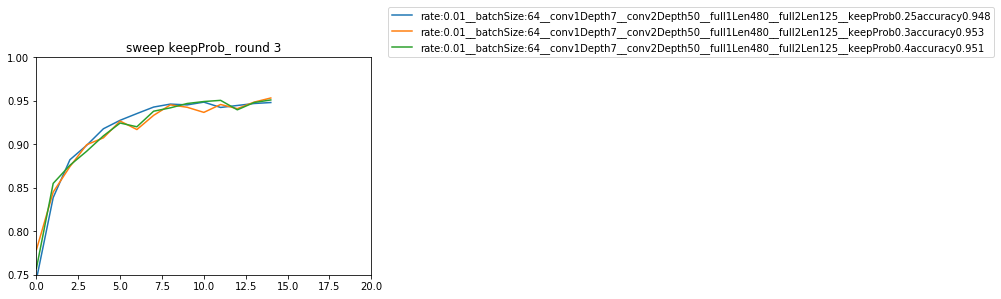 rate:0.01__batchSize:64__conv1Depth7__conv2Depth50__full1Len480__full2Len125__keepProb0.25accuracy0.948
rate:0.01__batchSize:64__conv1Depth7__conv2Depth50__full1Len480__full2Len125__keepProb0.3accuracy0.953
rate:0.01__batchSize:64__conv1Depth7__conv2Depth50__full1Len480__full2Len125__keepProb0.4accuracy0.951
sweep keepProb_ round 3
1.00
0.95
0.90
0.85
0.80
0.75
0.0 2.5 5.0 7.5 10.0 12.5 15.0 17.5 20.0